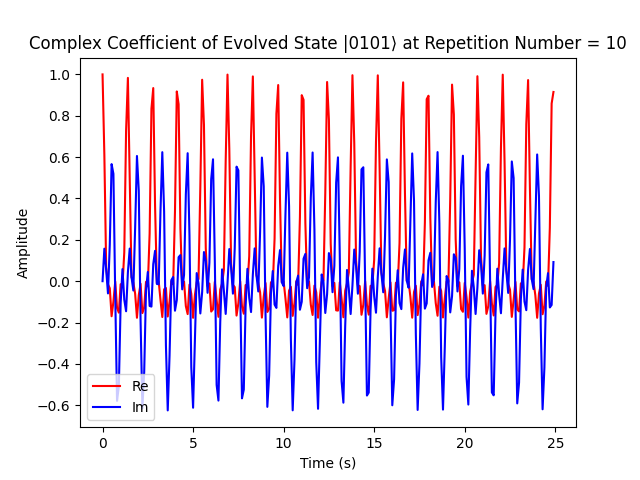 Complex Coefficient of Evolved State |0101⟩ at Repetition Number = 10
1.0
0.8
0.6
0.4
0.2
0.0
−0.2
−0.4
−0.6
Amplitude
Re
Im
0 5 10 15 20 25
Time (s)